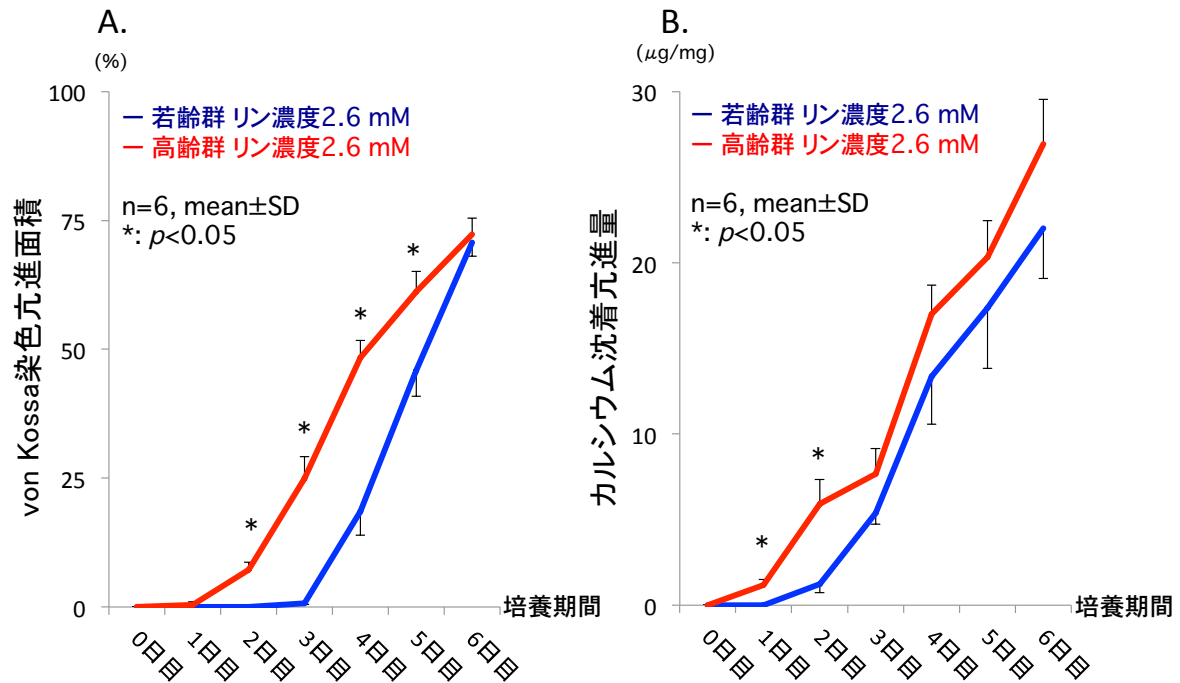 A.
(%)
100
75
50
25
0
von Kossa染色亢進面積
— 若齢群 リン濃度2.6 mM
— 高齢群 リン濃度2.6 mM
n=6, mean±SD
*: p<0.05
*
*
*
*
0日目
1日目
2日目
3日目
4日目
5日目
6日目
培養期間
B.
(μg/mg)
30
20
10
0
カルシウム沈着亢進量
— 若齢群 リン濃度2.6 mM
— 高齢群 リン濃度2.6 mM
n=6, mean±SD
*: p<0.05
*
*
0日目
1日目
2日目
3日目
4日目
5日目
6日目
培養期間